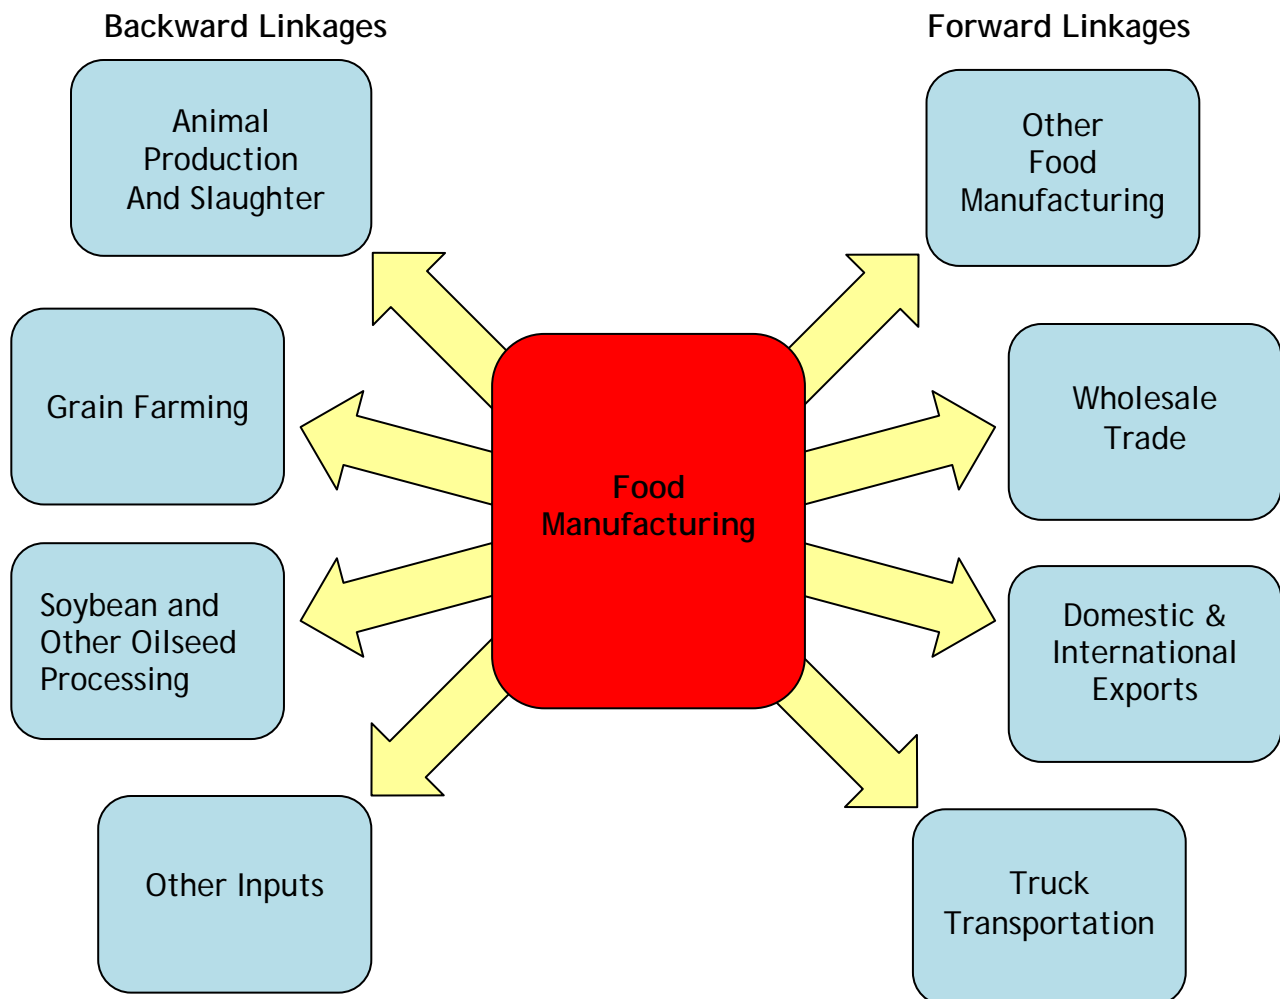 Backward Linkages
Forward Linkages
Animal
Production
And Slaughter
Other
Food
Manufacturing
Grain Farming
Wholesale
Trade
Food
Manufacturing
Soybean and
Other Oilseed
Processing
Domestic &
International
Exports
Other Inputs
Truck
Transportation